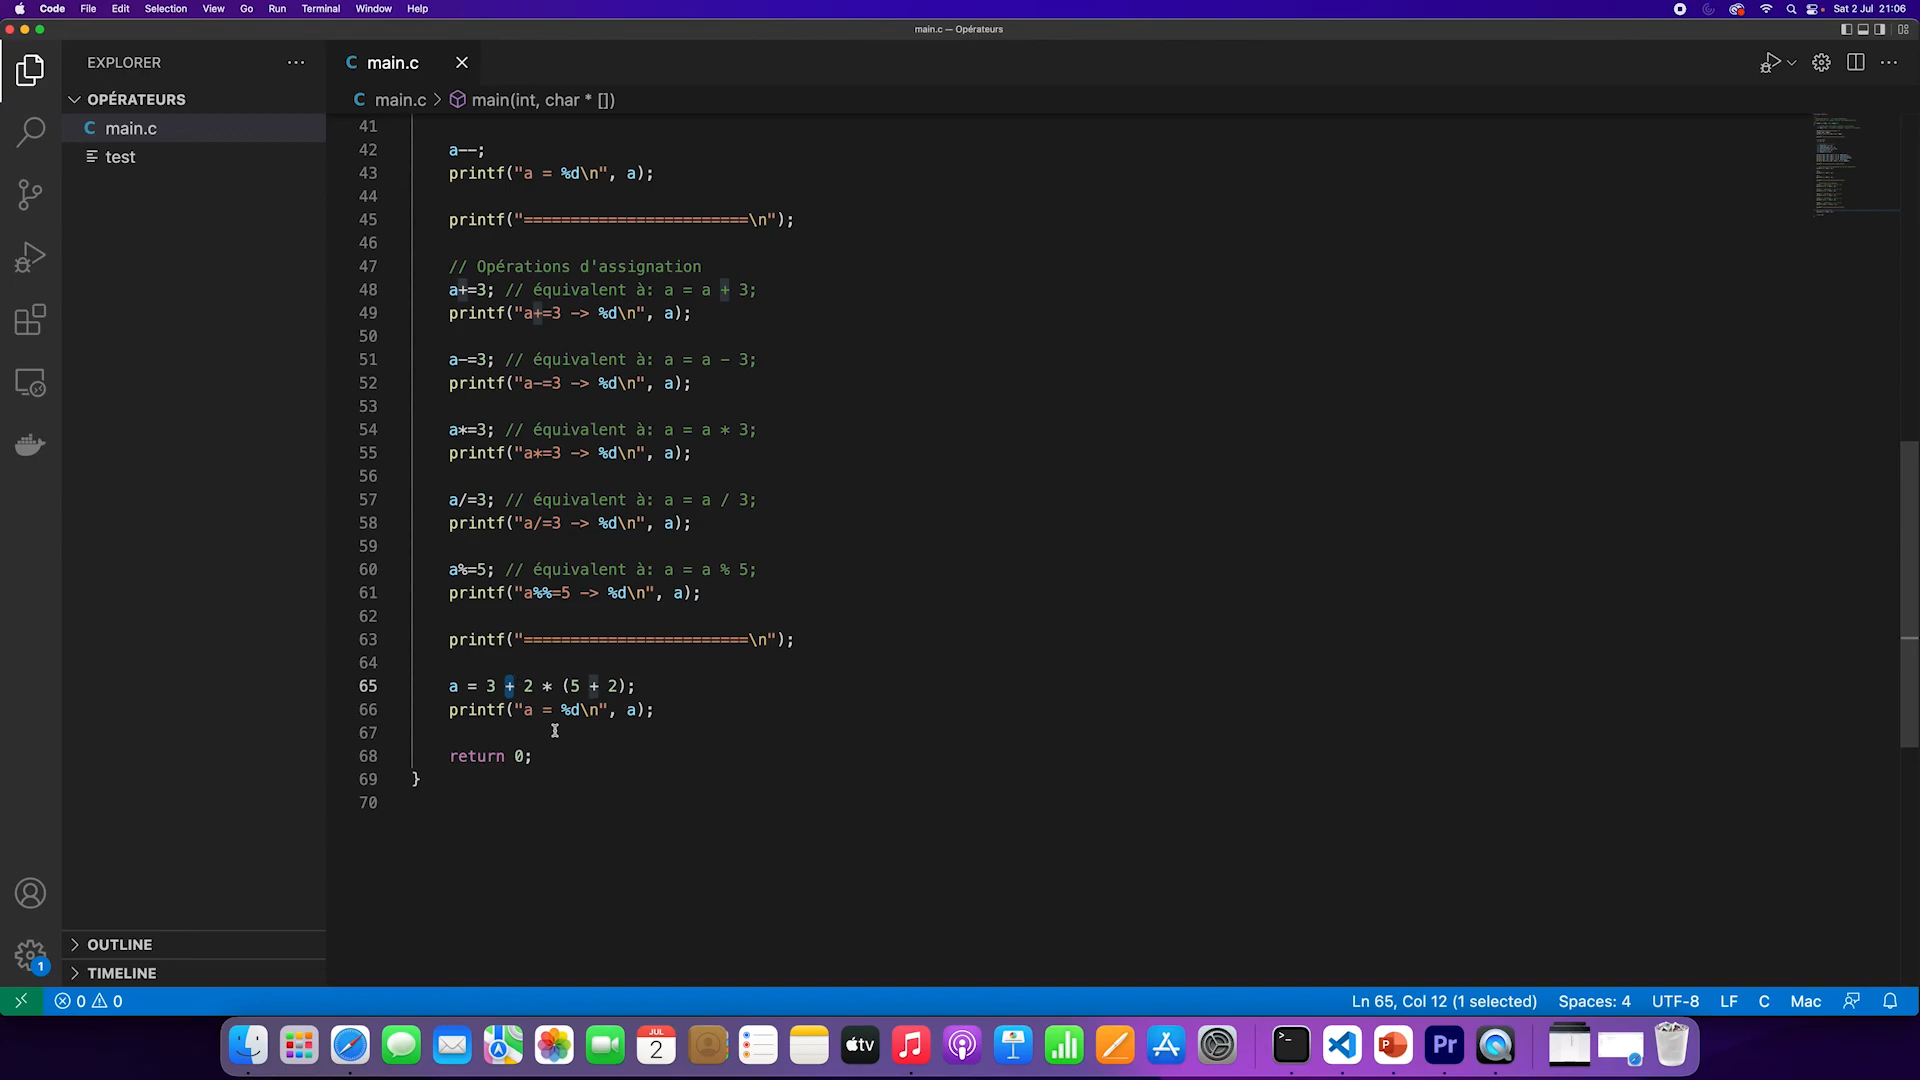 Code File Edit Selection View Go Run Terminal Window Help Sat 2 Jul 21:06
main.c — Opérateurs
EXPLORER
OPÉRATEURS
C main.c
test
C main.c
C main.c > main(int, char * [])
41
42 a--;
43 printf("a = %d\n", a);
44
45 printf("========================\n");
46
47 // Opérations d'assignation
48 a+=3; // équivalent à: a = a + 3;
49 printf("a+=3 -> %d\n", a);
50
51 a-=3; // équivalent à: a = a - 3;
52 printf("a-=3 -> %d\n", a);
53
54 a*=3; // équivalent à: a = a * 3;
55 printf("a*=3 -> %d\n", a);
56
57 a/=3; // équivalent à: a = a / 3;
58 printf("a/=3 -> %d\n", a);
59
60 a%=5; // équivalent à: a = a % 5;
61 printf("a%%=5 -> %d\n", a);
62
63 printf("========================\n");
64
65 a = 3 + 2 * (5 + 2);
66 printf("a = %d\n", a);
67
68 return 0;
69 }
70
OUTLINE
TIMELINE
1
0 0 Ln 65, Col 12 (1 selected) Spaces: 4 UTF-8 LF C Mac
JUL
2
tv
>_
P
Pr